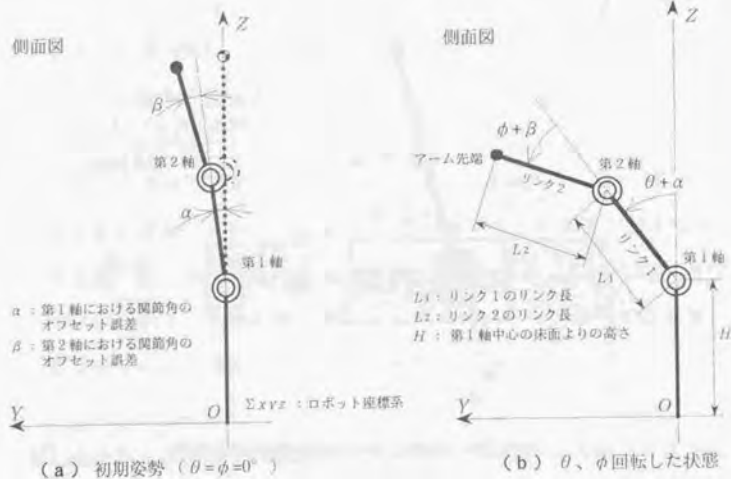 側面図
Z
β
第2軸
α
第1軸
α : 第1軸における関節角の
オフセット誤差
β : 第2軸における関節角の
オフセット誤差
Σxyz : ロボット座標系
Y
O
(a) 初期姿勢 (θ=φ=0°)
側面図
Z
φ+β
アーム先端
第2軸
リンク2
θ+α
L2
リンク1
L1
第1軸
L1 : リンク1のリンク長
L2 : リンク2のリンク長
H : 第1軸中心の床面よりの高さ
H
Y
O
(b) θ、φ回転した状態